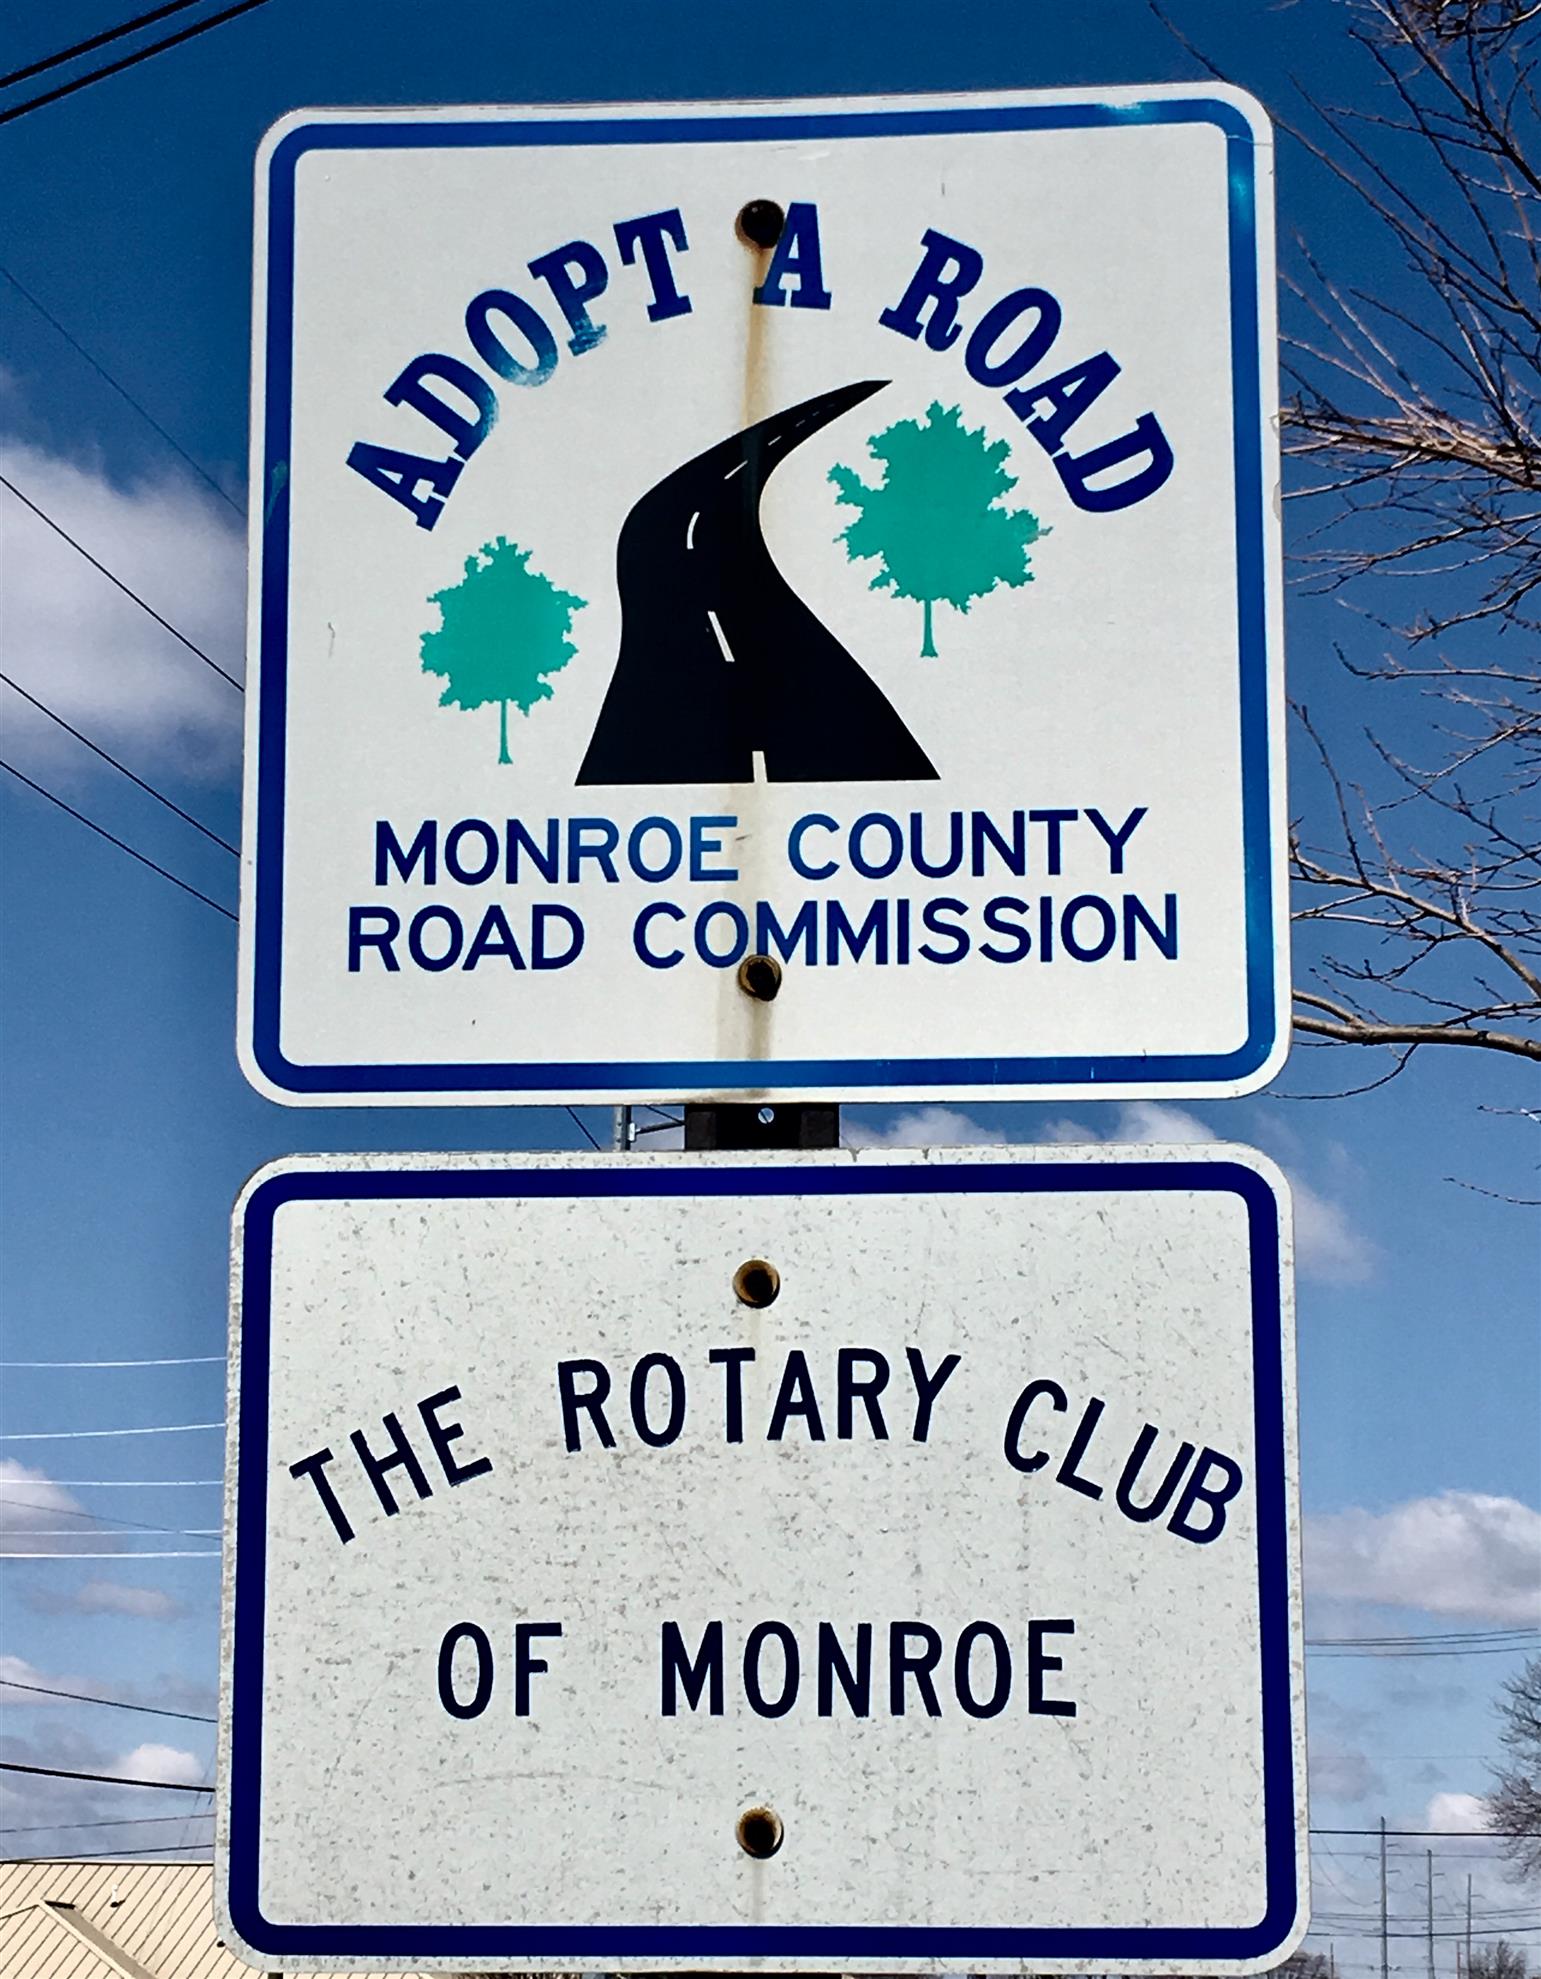 ADOPT A ROAD
MONROE COUNTY
ROAD COMMISSION
THE ROTARY CLUB
OF MONROE